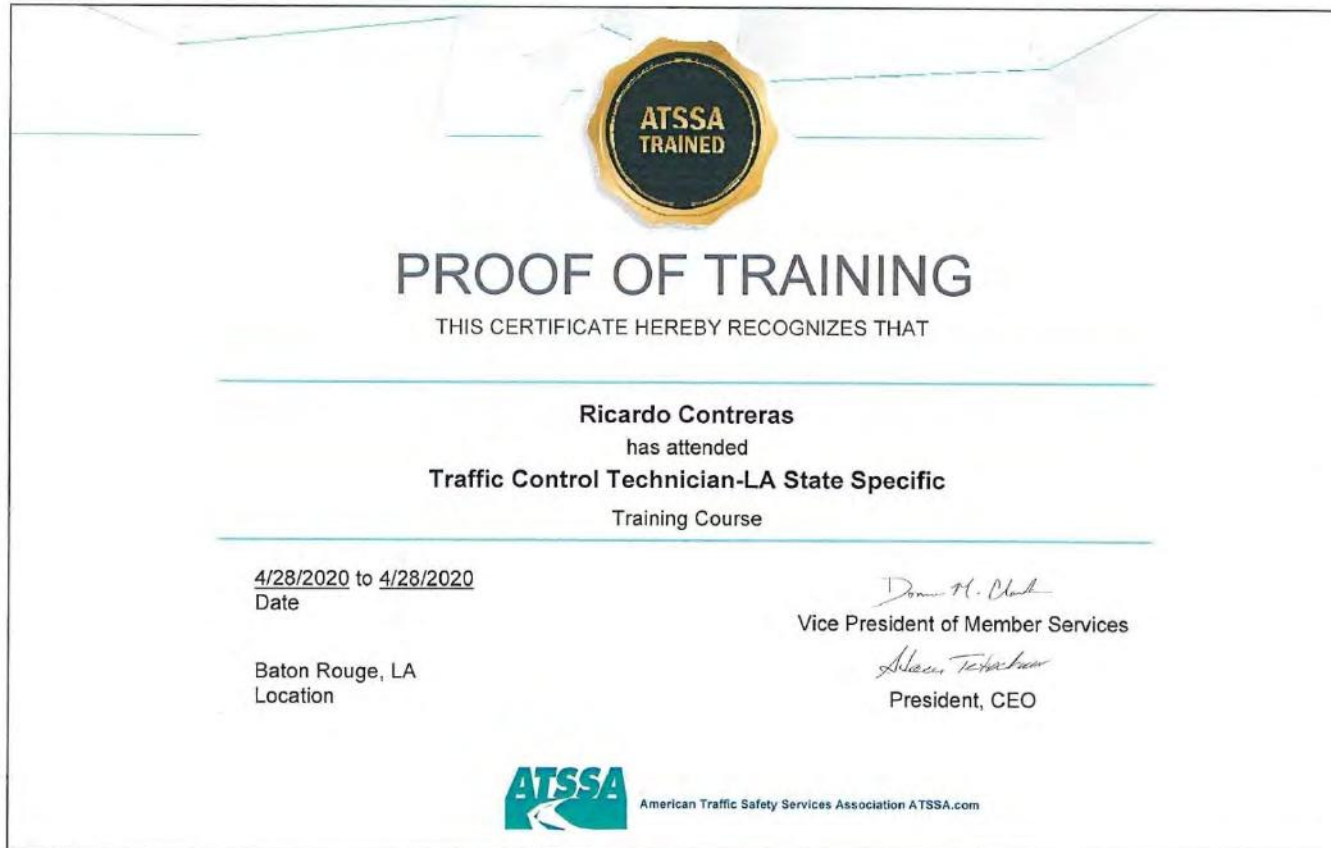 ATSSA
TRAINED
PROOF OF TRAINING
THIS CERTIFICATE HEREBY RECOGNIZES THAT
Ricardo Contreras
has attended
Traffic Control Technician-LA State Specific
Training Course
4/28/2020 to 4/28/2020
Date
Donna M. Clark
Vice President of Member Services
Baton Rouge, LA
Location
President, CEO
ATSSA
American Traffic Safety Services Association ATSSA.com